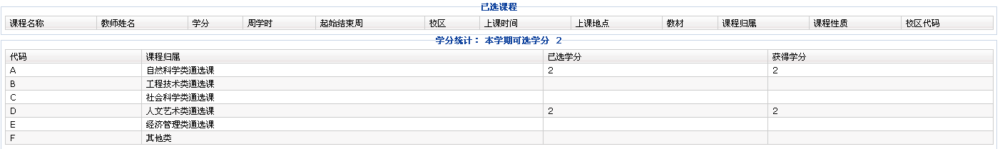 已选课程
课程名称 教师姓名 学分 周学时 起始结束周 校区 上课时间 上课地点 教材 课程归属 课程性质 校区代码
学分统计： 本学期可选学分 2
代码 课程归属 已选学分 获得学分
A 自然科学类通选课 2 2
B 工程技术类通选课
C 社会科学类通选课
D 人文艺术类通选课 2 2
E 经济管理类通选课
F 其他类